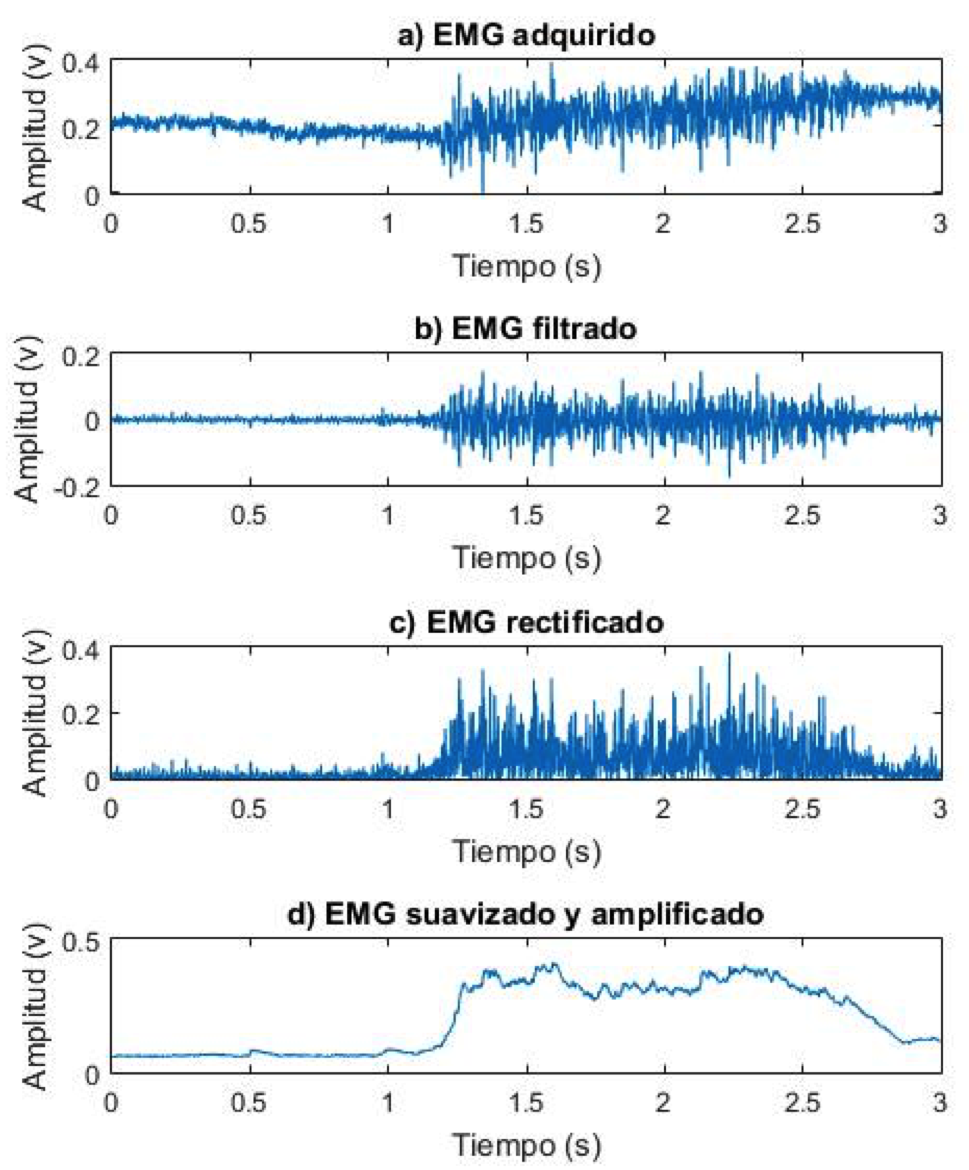 a) EMG adquirido
Amplitud (v)
0.4
0.2
0
0 0.5 1 1.5 2 2.5 3
Tiempo (s)
b) EMG filtrado
Amplitud (v)
0.2
0
-0.2
0 0.5 1 1.5 2 2.5 3
Tiempo (s)
c) EMG rectificado
Amplitud (v)
0.4
0.2
0
0 0.5 1 1.5 2 2.5 3
Tiempo (s)
d) EMG suavizado y amplificado
Amplitud (v)
0.5
0
0 0.5 1 1.5 2 2.5 3
Tiempo (s)